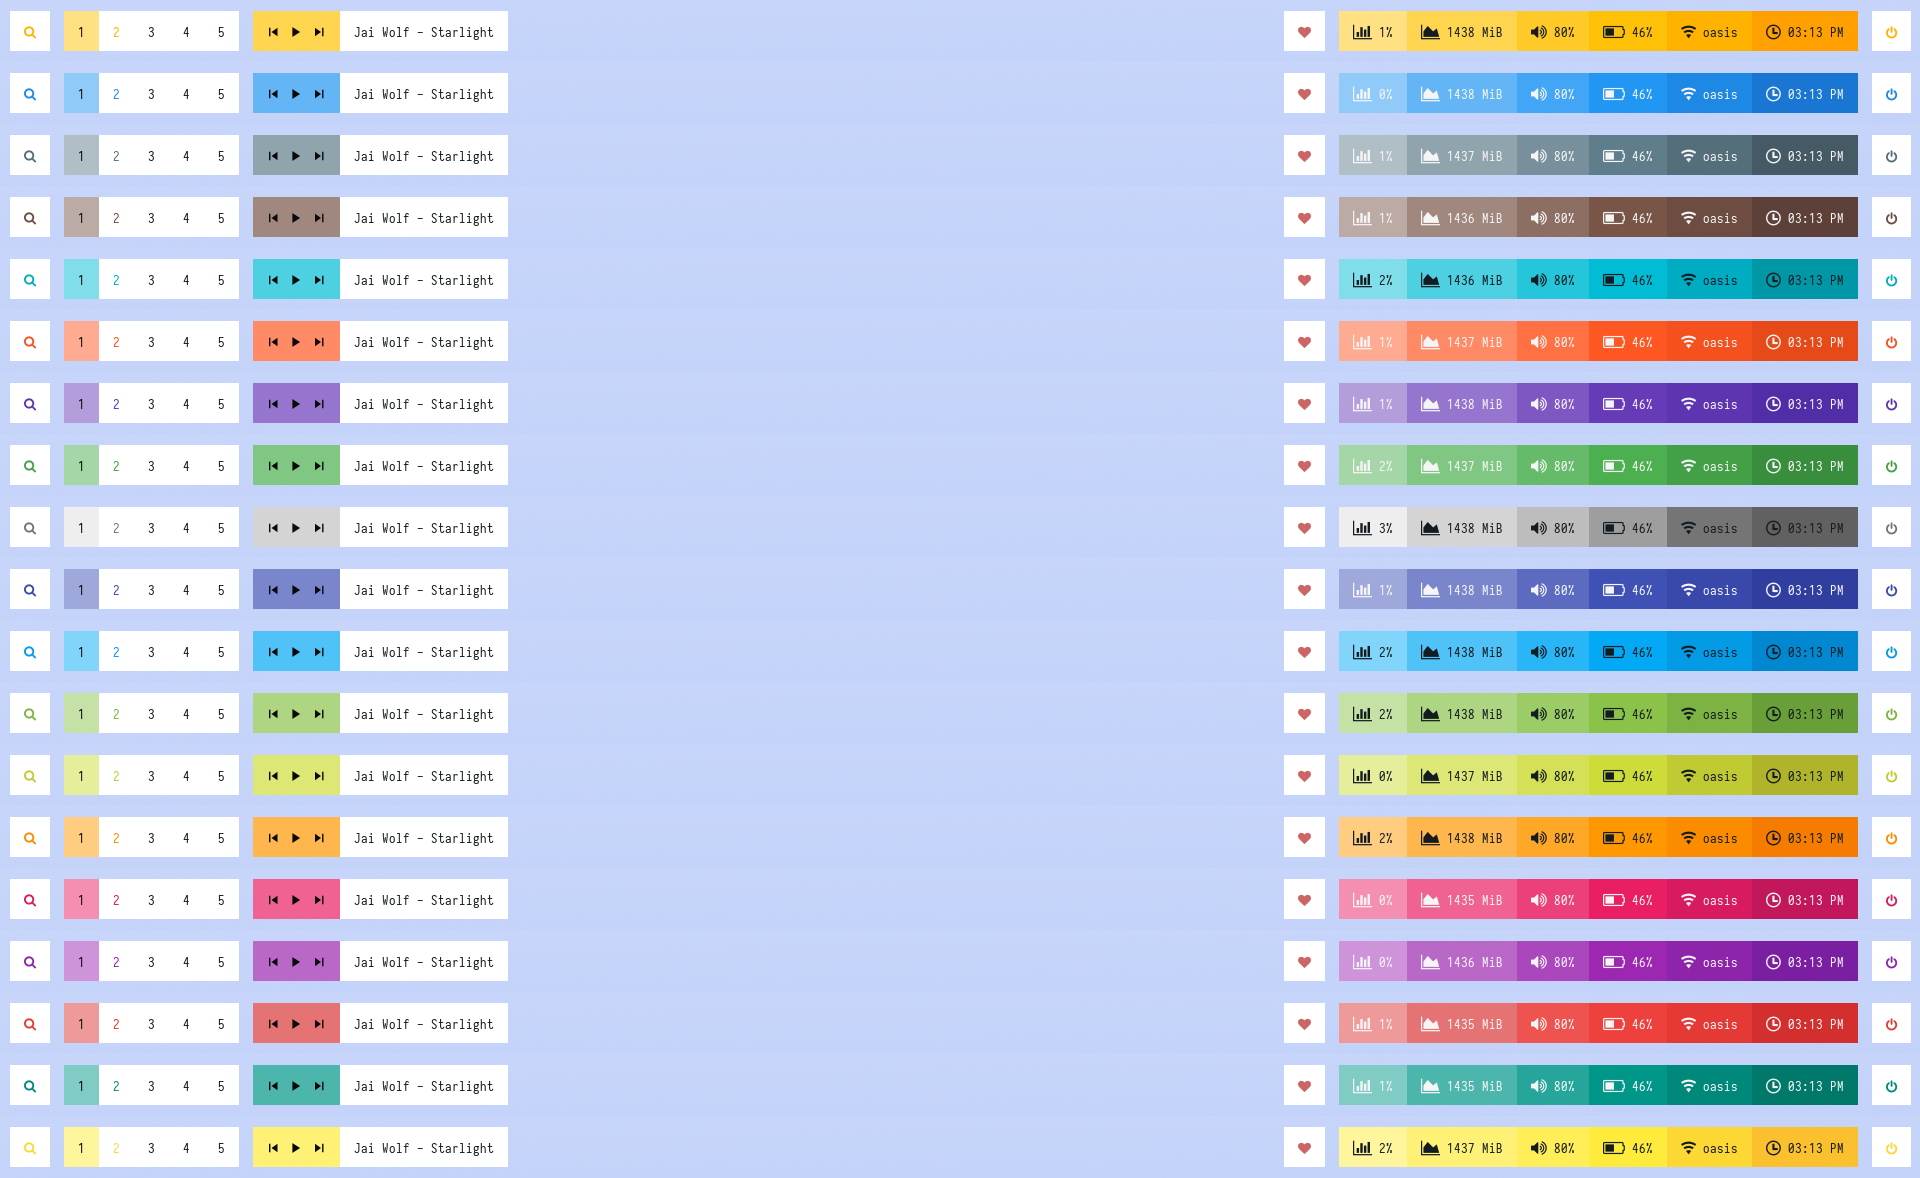 1 2 3 4 5 Jai Wolf - Starlight 1% 1438 MiB 80% 46% oasis 03:13 PM
1 2 3 4 5 Jai Wolf - Starlight 0% 1438 MiB 80% 46% oasis 03:13 PM
1 2 3 4 5 Jai Wolf - Starlight 1% 1437 MiB 80% 46% oasis 03:13 PM
1 2 3 4 5 Jai Wolf - Starlight 1% 1436 MiB 80% 46% oasis 03:13 PM
1 2 3 4 5 Jai Wolf - Starlight 2% 1436 MiB 80% 46% oasis 03:13 PM
1 2 3 4 5 Jai Wolf - Starlight 1% 1437 MiB 80% 46% oasis 03:13 PM
1 2 3 4 5 Jai Wolf - Starlight 1% 1438 MiB 80% 46% oasis 03:13 PM
1 2 3 4 5 Jai Wolf - Starlight 2% 1437 MiB 80% 46% oasis 03:13 PM
1 2 3 4 5 Jai Wolf - Starlight 3% 1438 MiB 80% 46% oasis 03:13 PM
1 2 3 4 5 Jai Wolf - Starlight 1% 1438 MiB 80% 46% oasis 03:13 PM
1 2 3 4 5 Jai Wolf - Starlight 2% 1438 MiB 80% 46% oasis 03:13 PM
1 2 3 4 5 Jai Wolf - Starlight 2% 1438 MiB 80% 46% oasis 03:13 PM
1 2 3 4 5 Jai Wolf - Starlight 0% 1437 MiB 80% 46% oasis 03:13 PM
1 2 3 4 5 Jai Wolf - Starlight 2% 1438 MiB 80% 46% oasis 03:13 PM
1 2 3 4 5 Jai Wolf - Starlight 0% 1435 MiB 80% 46% oasis 03:13 PM
1 2 3 4 5 Jai Wolf - Starlight 0% 1436 MiB 80% 46% oasis 03:13 PM
1 2 3 4 5 Jai Wolf - Starlight 1% 1435 MiB 80% 46% oasis 03:13 PM
1 2 3 4 5 Jai Wolf - Starlight 1% 1435 MiB 80% 46% oasis 03:13 PM
1 2 3 4 5 Jai Wolf - Starlight 2% 1437 MiB 80% 46% oasis 03:13 PM